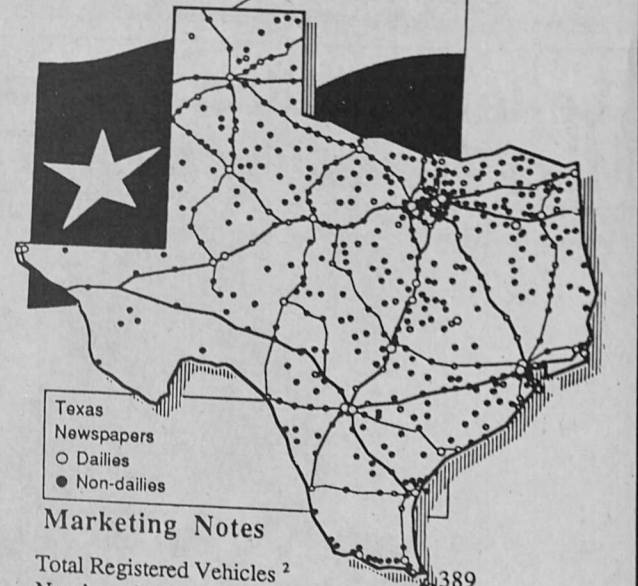 Texas
Newspapers
○ Dailies
● Non-dailies
Marketing Notes
Total Registered Vehicles ²
389